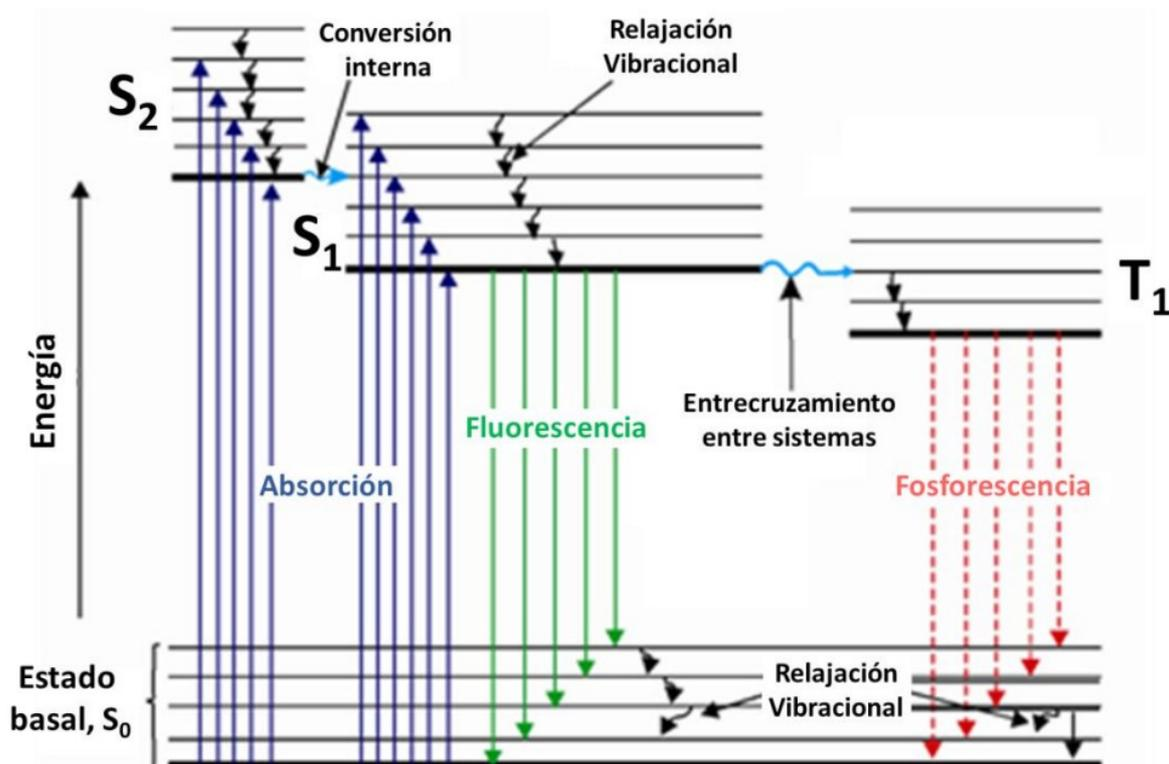 Conversión
interna
Relajación
Vibracional
S₂
S₁
T₁
Energía
Entrecruzamiento
entre sistemas
Fluorescencia
Absorción
Fosforescencia
Estado
basal, S₀
Relajación
Vibracional